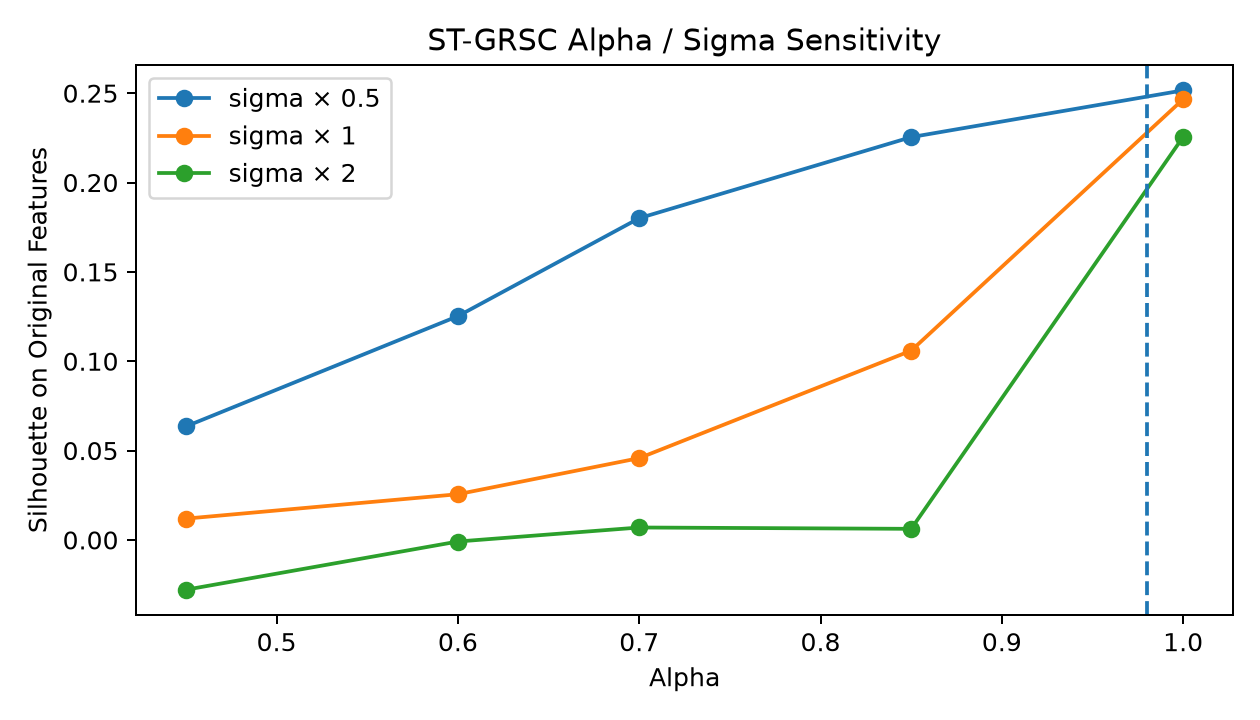 ST-GRSC Alpha / Sigma Sensitivity
sigma × 0.5
sigma × 1
sigma × 2
Silhouette on Original Features
0.25
0.20
0.15
0.10
0.05
0.00
0.5 0.6 0.7 0.8 0.9 1.0
Alpha